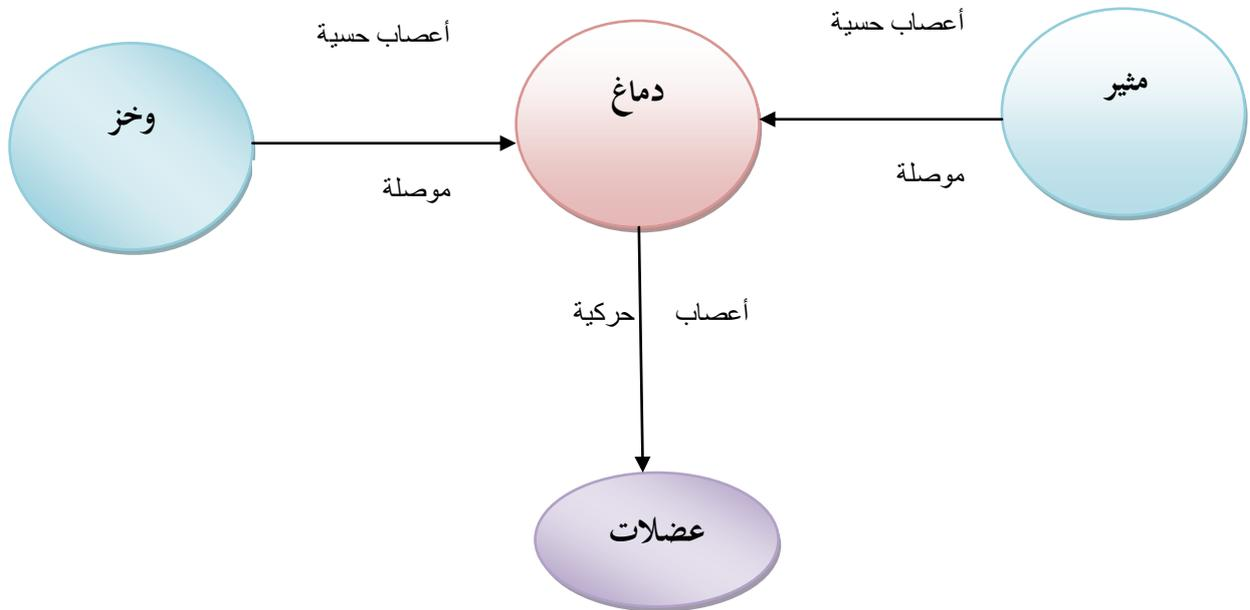 أعصاب حسية
مثير
موصلة
دماغ
أعصاب حسية
وخز
موصلة
أعصاب حركية
عضلات